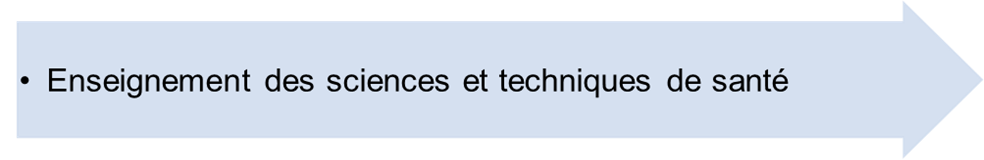 • Enseignement des sciences et techniques de santé